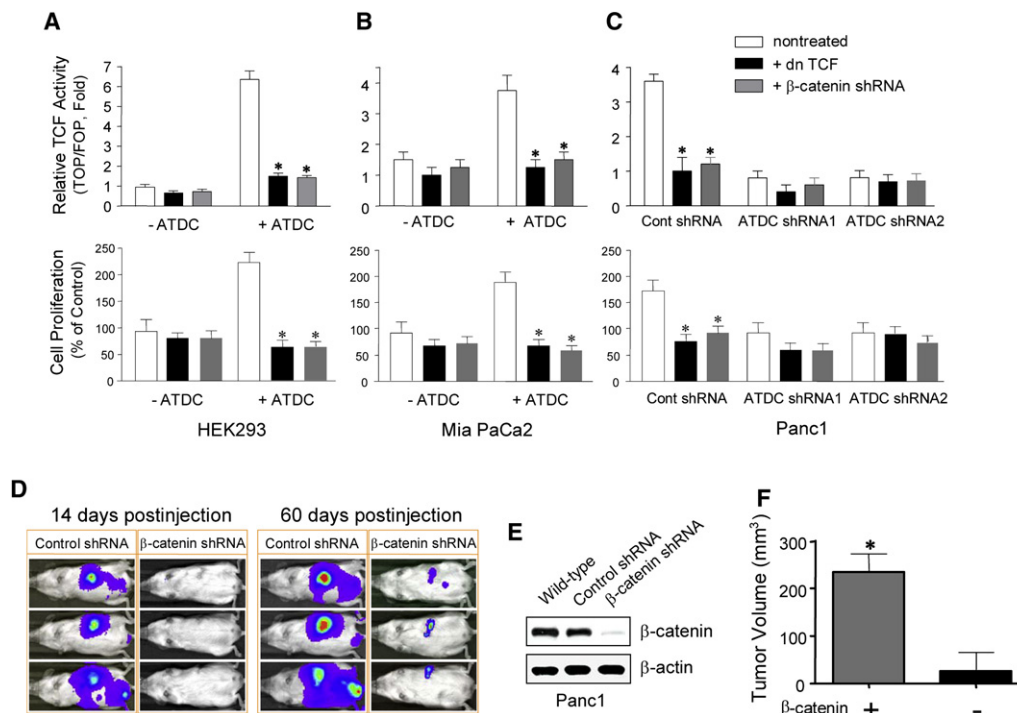 A
B
C
nontreated
+ dn TCF
+ β-catenin shRNA
Relative TCF Activity
(TOP/FOP, Fold)
7
6
5
4
3
2
1
0
* *
- ATDC
+ ATDC
4
2
0
* *
- ATDC
+ ATDC
4
3
2
1
0
* *
Cont shRNA
ATDC shRNA1
ATDC shRNA2
Cell Proliferation
(% of Control)
250
200
150
100
50
0
* *
- ATDC
+ ATDC
HEK293
250
200
150
100
50
0
* *
- ATDC
+ ATDC
Mia PaCa2
250
200
150
100
50
0
* *
Cont shRNA
ATDC shRNA1
ATDC shRNA2
Panc1
D
14 days postinjection
60 days postinjection
Control shRNA
β-catenin shRNA
Control shRNA
β-catenin shRNA
E
Wild-type
Control shRNA
β-catenin shRNA
β-catenin
β-actin
Panc1
F
Tumor Volume (mm³)
300
200
100
0
*
β-catenin + -